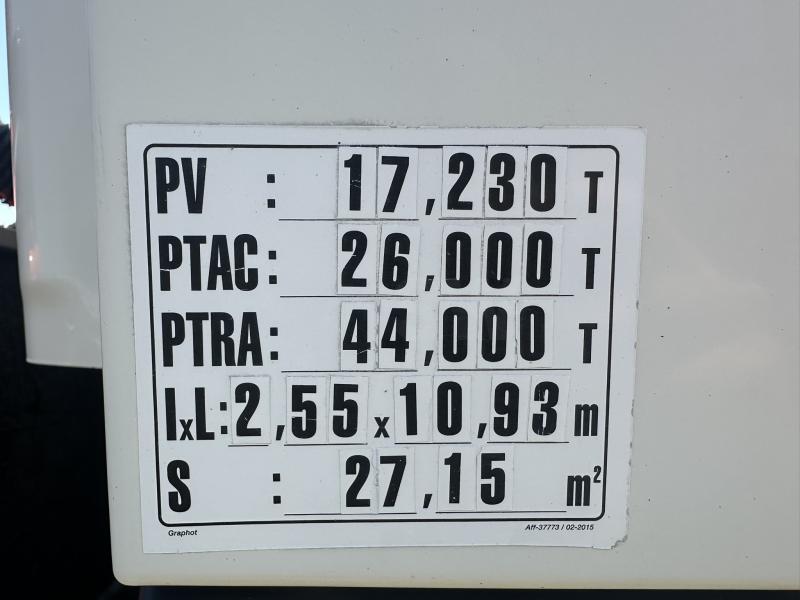 PV : 17,230 T
PTAC: 26,000 T
PTRA: 44,000 T
lxL: 2,55 x 10,93 m
S : 27,15 m²
Graphot Aff-37773 / 02-2015